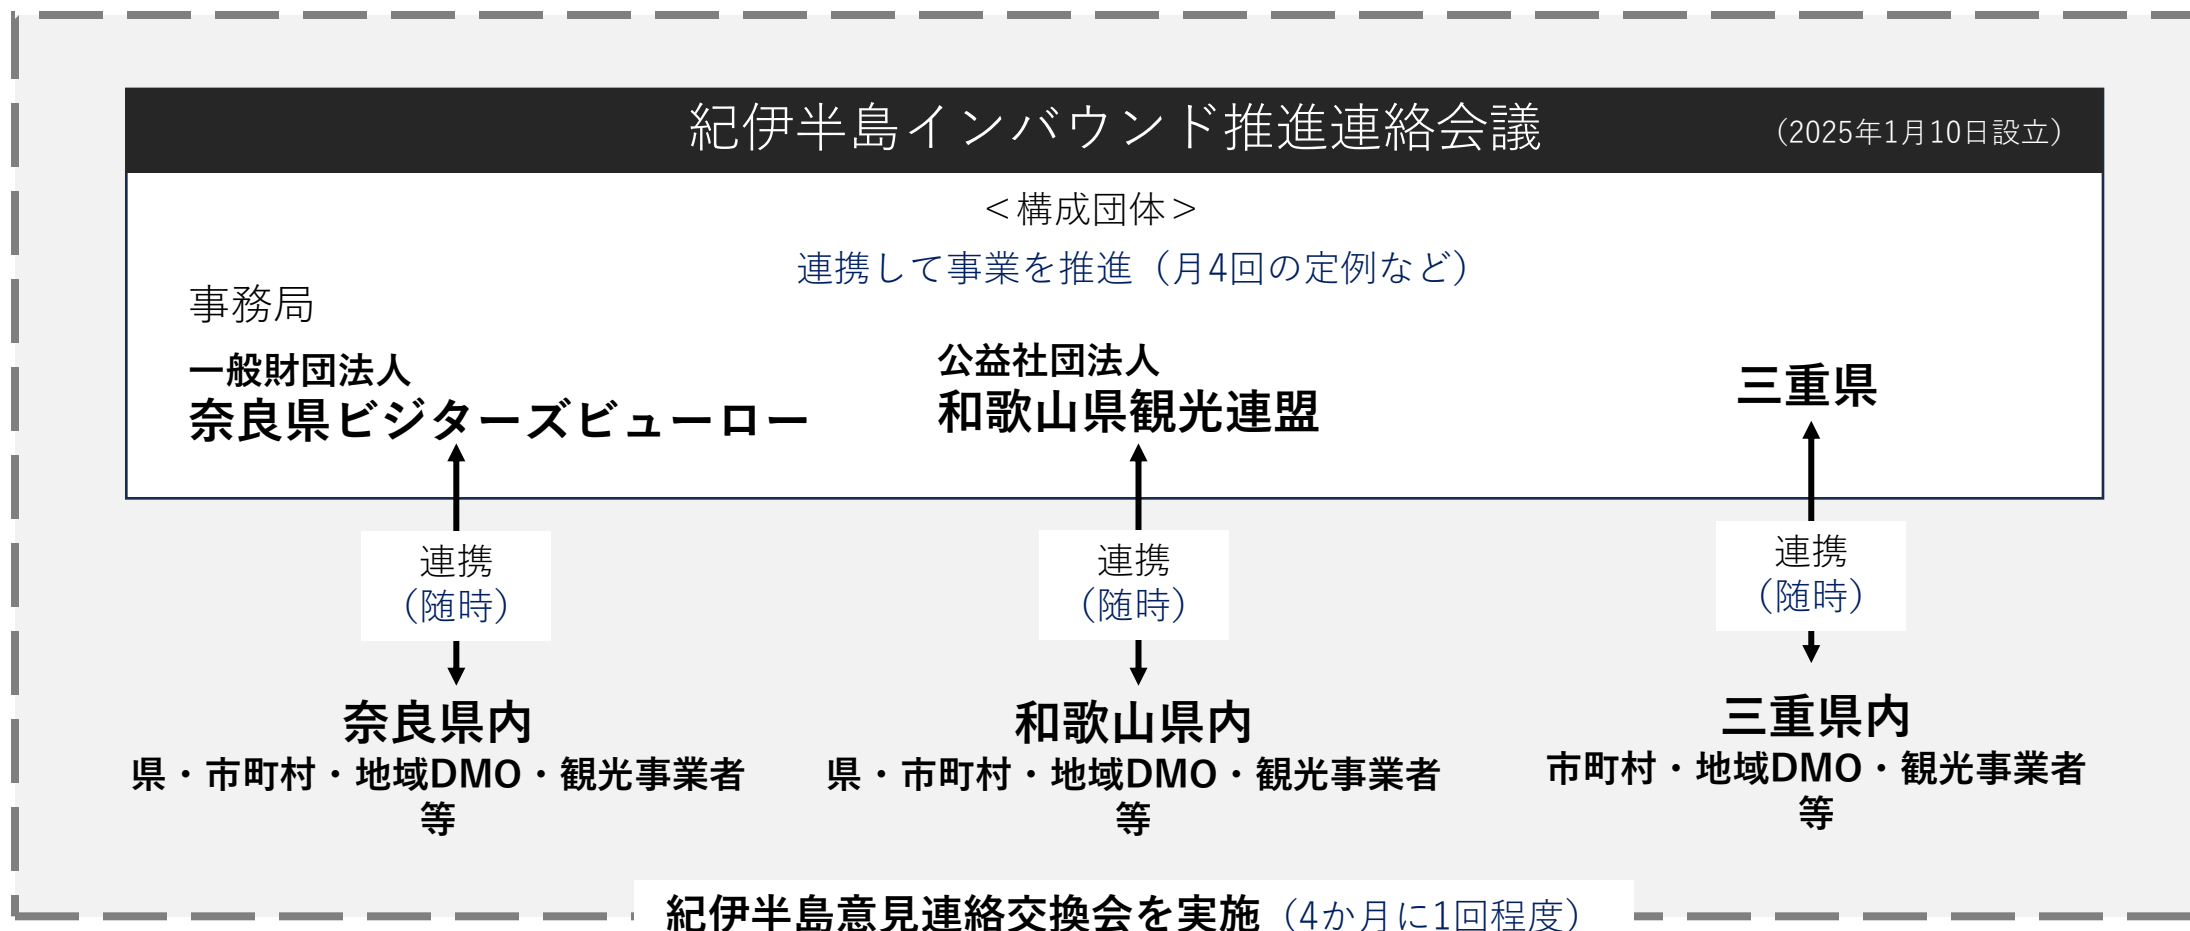 紀伊半島インバウンド推進連絡会議
（2025年1月10日設立）
＜構成団体＞
連携して事業を推進（月4回の定例など）
事務局
一般財団法人
奈良県ビジターズビューロー
公益社団法人
和歌山県観光連盟
三重県
連携
（随時）
連携
（随時）
連携
（随時）
奈良県内
県・市町村・地域DMO・観光事業者
等
和歌山県内
県・市町村・地域DMO・観光事業者
等
三重県内
市町村・地域DMO・観光事業者
等
紀伊半島意見連絡交換会を実施（4か月に1回程度）